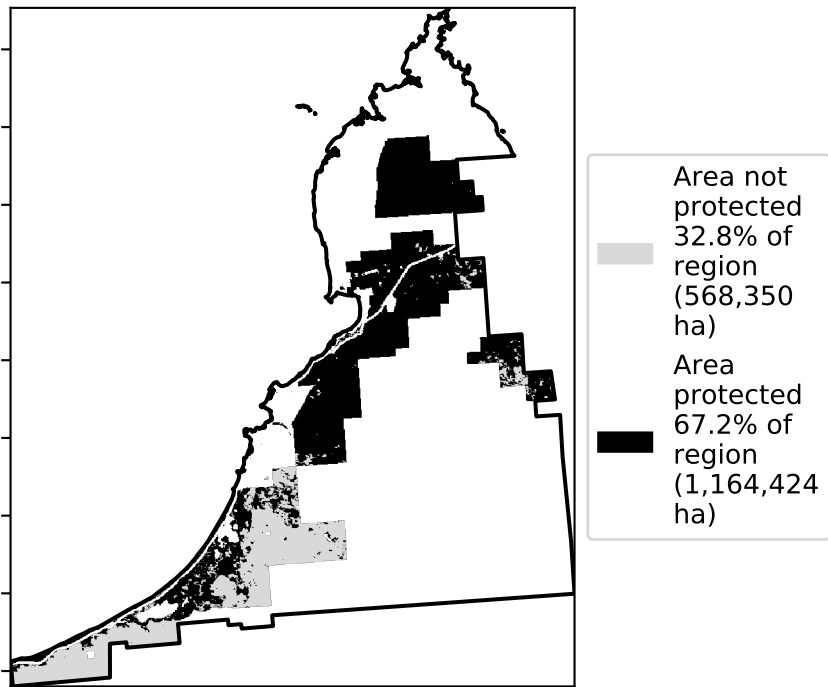 Area not
protected
32.8% of
region
(568,350
ha)
Area
protected
67.2% of
region
(1,164,424
ha)